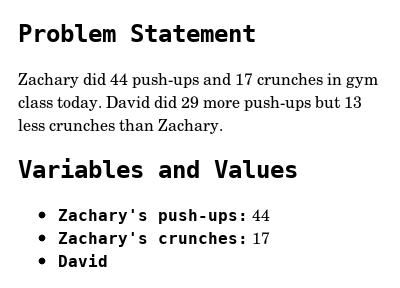 Problem Statement
Zachary did 44 push-ups and 17 crunches in gym
class today. David did 29 more push-ups but 13
less crunches than Zachary.
Variables and Values
• Zachary's push-ups: 44
• Zachary's crunches: 17
• David